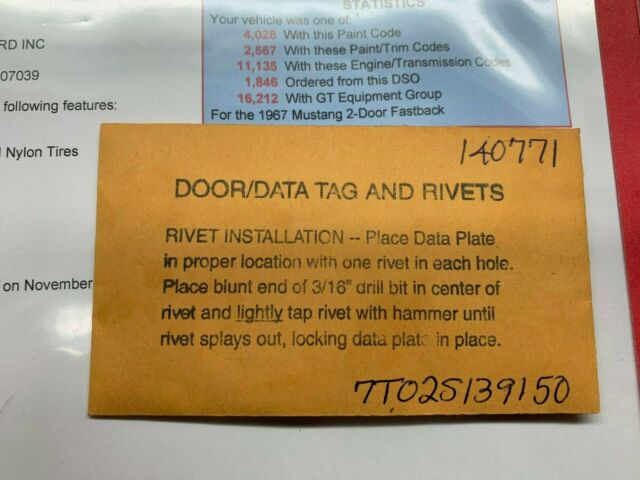 STATISTICS
Your vehicle was one of:
4,028 With this Paint Code
2,567 With these Paint/Trim Codes
11,135 With these Engine/Transmission Codes
1,846 Ordered from this DSO
16,212 With GT Equipment Group
For the 1967 Mustang 2-Door Fastback
RD INC
07039
following features:
Nylon Tires
on November
140771
DOOR/DATA TAG AND RIVETS
RIVET INSTALLATION -- Place Data Plate
in proper location with one rivet in each hole.
Place blunt end of 3/16" drill bit in center of
rivet and lightly tap rivet with hammer until
rivet splays out, locking data plate in place.
7T02S139150